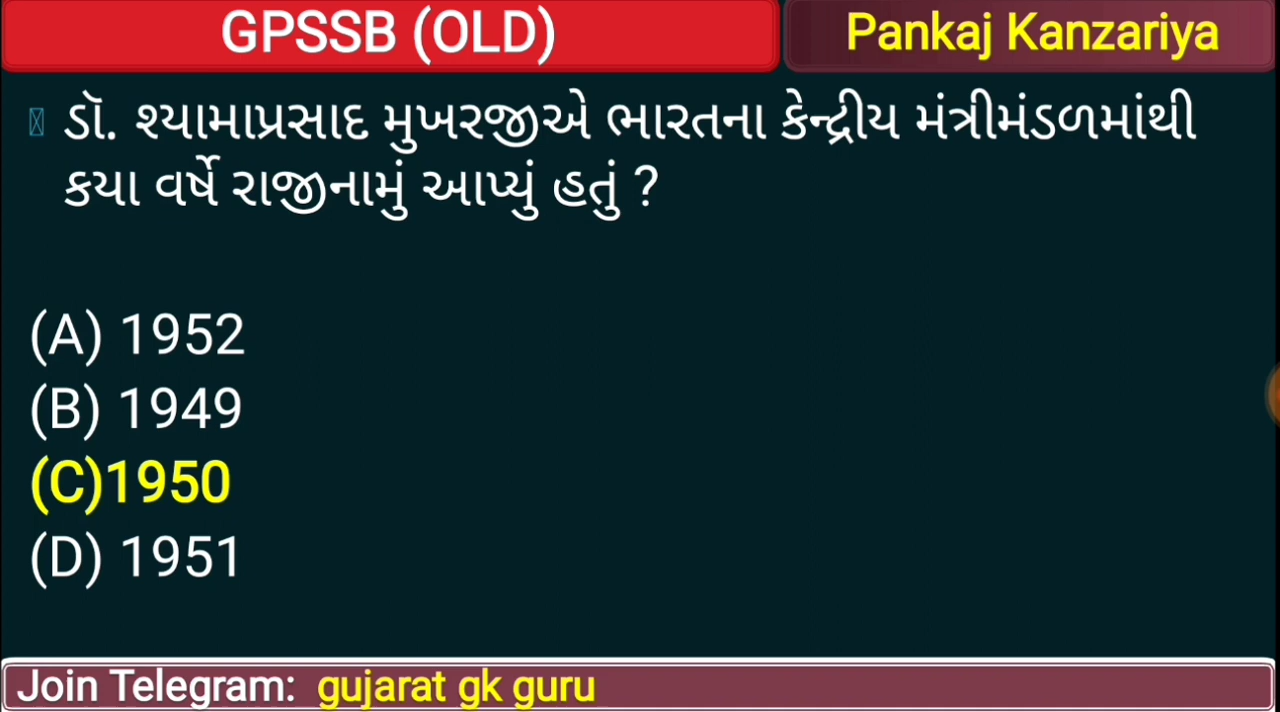 GPSSB (OLD)
Pankaj Kanzariya
ડૉ. શ્યામાપ્રસાદ મુખરજીએ ભારતના કેન્દ્રીય મંત્રીમંડળમાંથી
કયા વર્ષે રાજીનામું આપ્યું હતું ?
(A) 1952
(B) 1949
(C)1950
(D) 1951
Join Telegram: gujarat gk guru